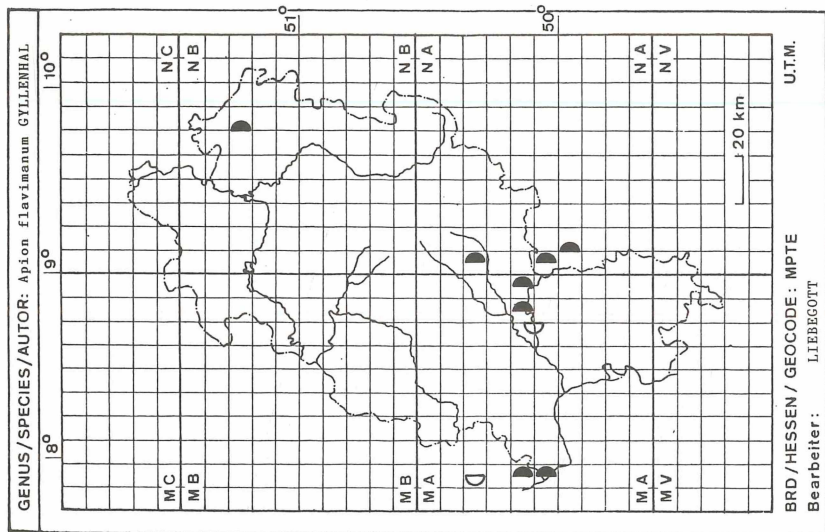 GENUS/SPECIES/AUTOR: Apion flavimanum GYLLENHAL
8° 9° 10°
MC NC
MB NB
51°
MB NB
MA NA
50°
MA NA
MV NV
20 km
BRD/HESSEN/GEOCODE: MPTE U.T.M.
Bearbeiter: LIEBEGOTT